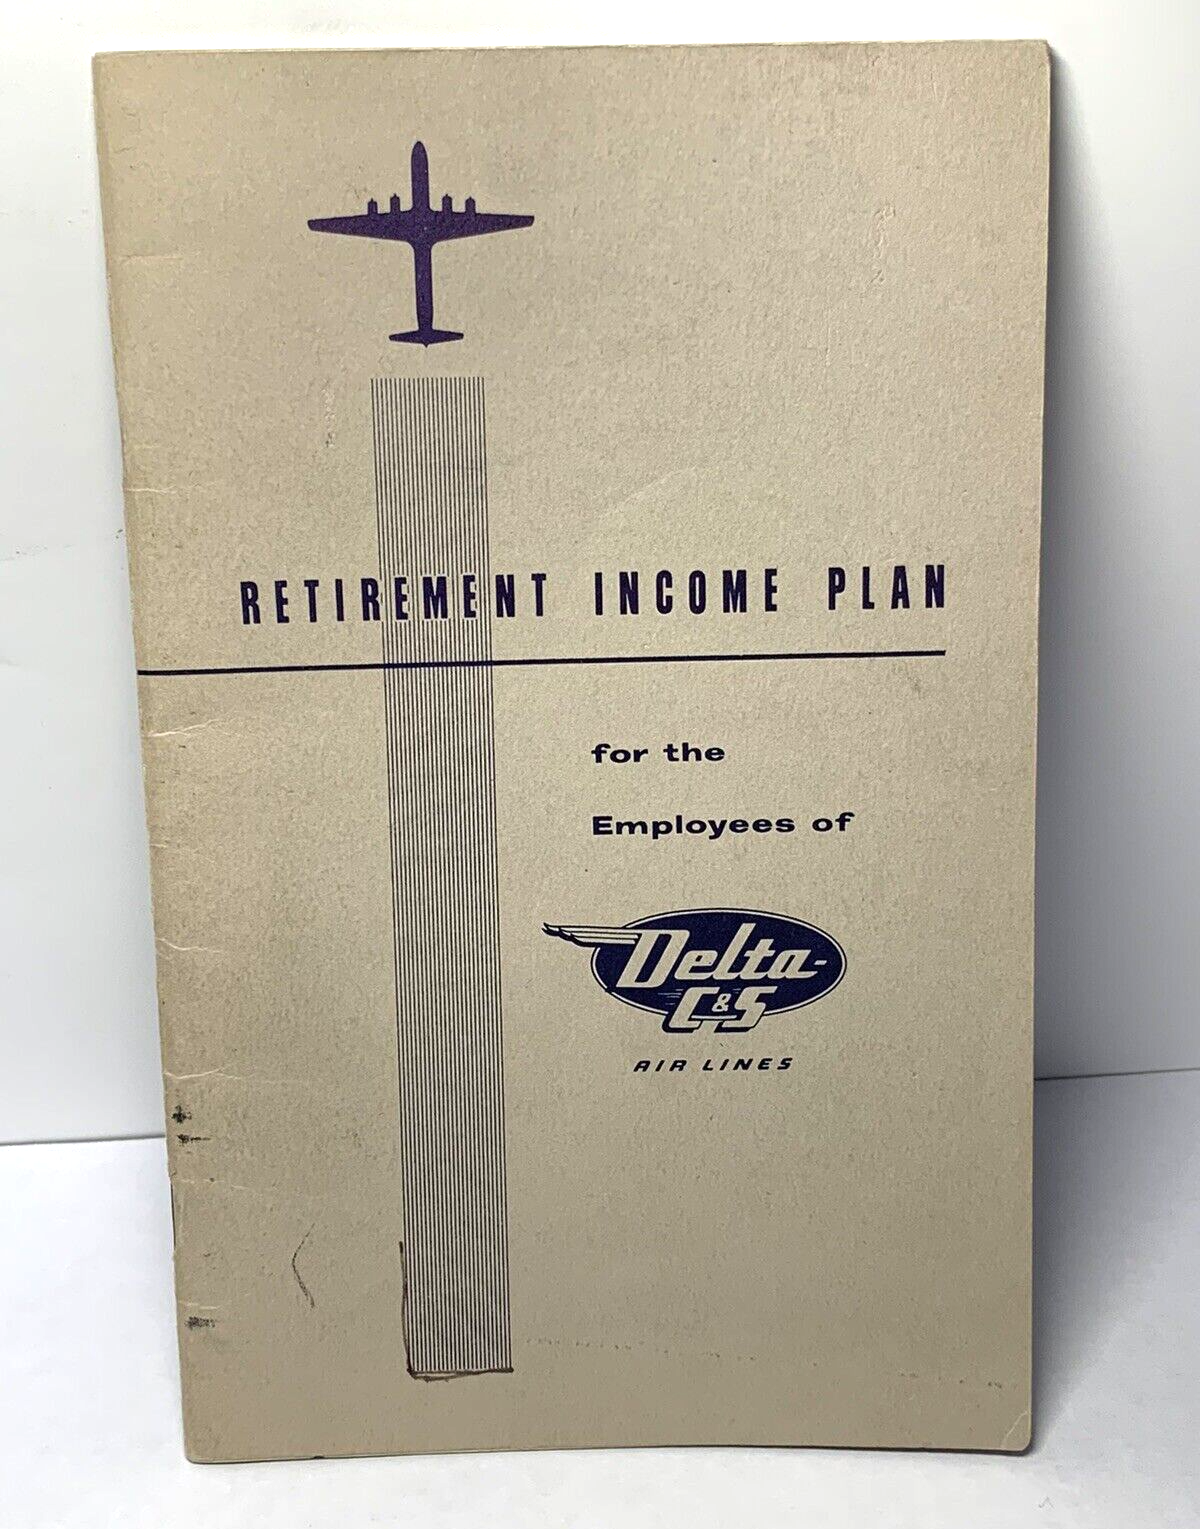 RETIREMENT INCOME PLAN
for the
Employees of
Delta-
C&S
AIR LINES